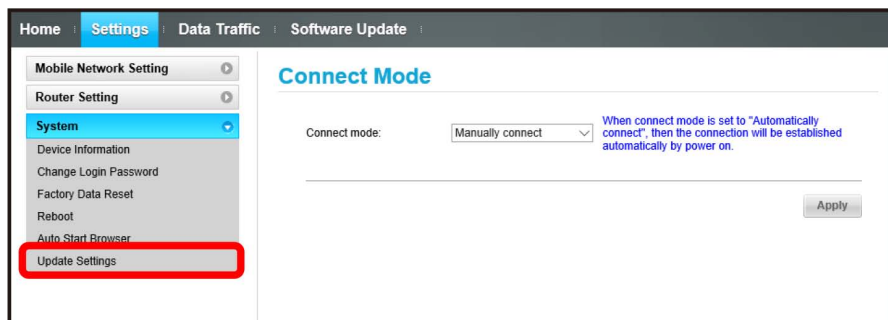 Home Settings Data Traffic Software Update
Mobile Network Setting
Router Setting
System
Device Information
Change Login Password
Factory Data Reset
Reboot
Auto Start Browser
Update Settings
Connect Mode
Connect mode: Manually connect
When connect mode is set to "Automatically
connect", then the connection will be established
automatically by power on.
Apply